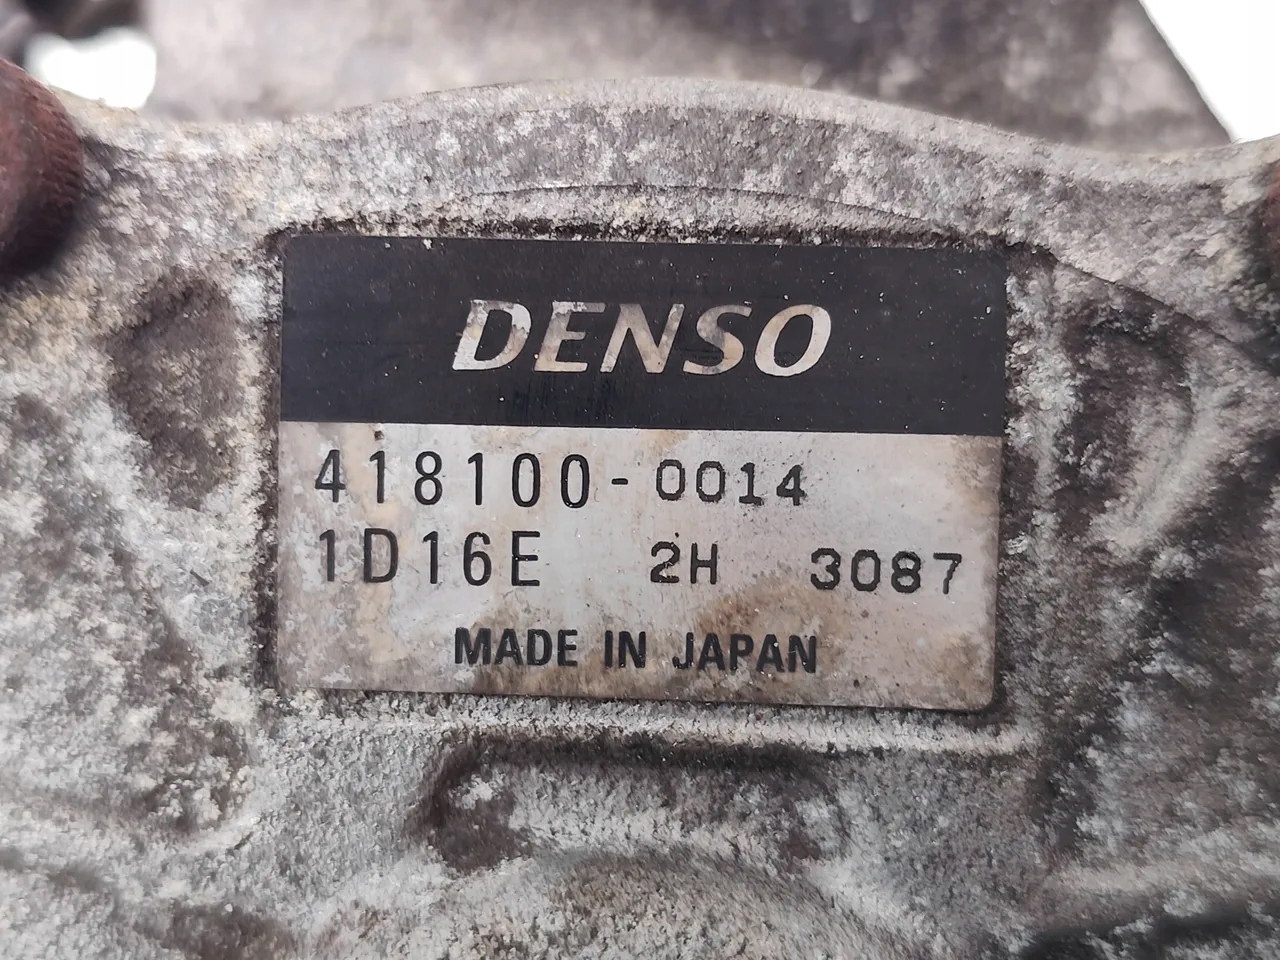 DENSO
418100-0014
1D16E 2H 3087
MADE IN JAPAN